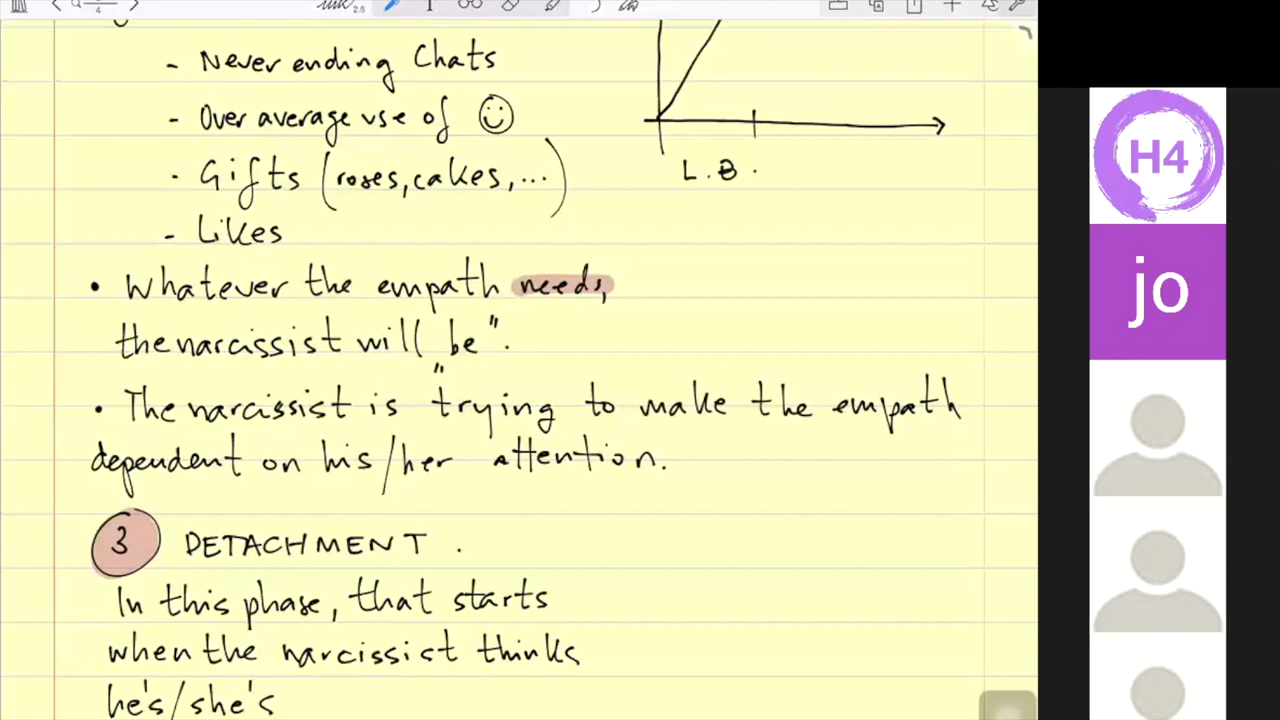 - Never ending Chats
- Over average use of ☺
- Gifts (roses, cakes, ...)
- Likes
L.B.
• Whatever the empath needs,
the narcissist will "be".
• The narcissist is trying to make the empath
dependent on his/her attention.
3 DETACHMENT.
In this phase, that starts
when the narcissist thinks
he's/she's
H4
jo